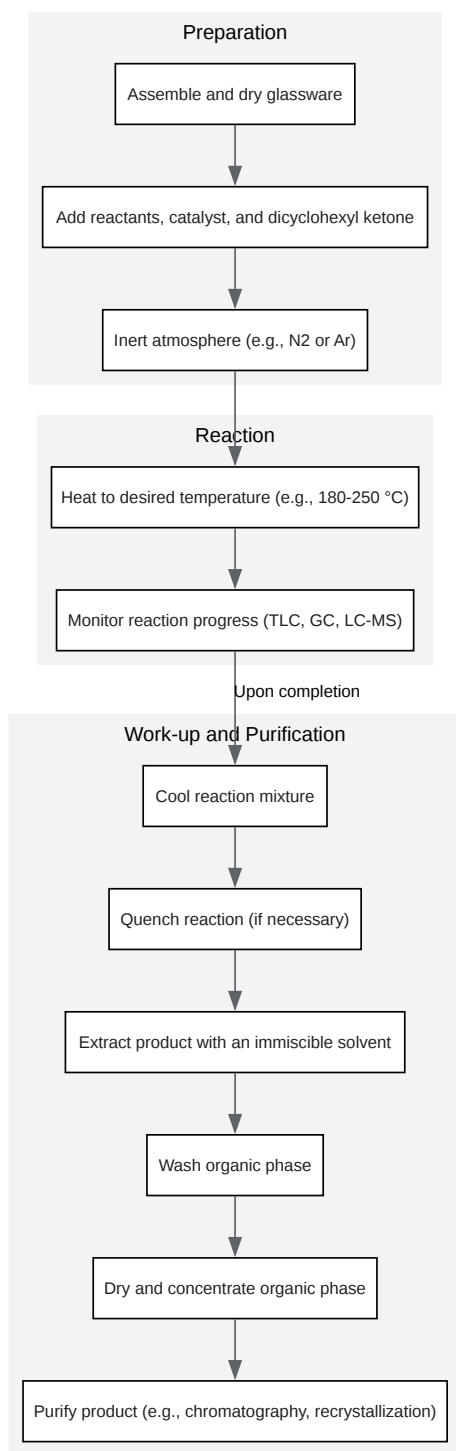 Preparation
Assemble and dry glassware
Add reactants, catalyst, and dicyclohexyl ketone
Inert atmosphere (e.g., N2 or Ar)
Reaction
Heat to desired temperature (e.g., 180-250 °C)
Monitor reaction progress (TLC, GC, LC-MS)
Upon completion
Work-up and Purification
Cool reaction mixture
Quench reaction (if necessary)
Extract product with an immiscible solvent
Wash organic phase
Dry and concentrate organic phase
Purify product (e.g., chromatography, recrystallization)